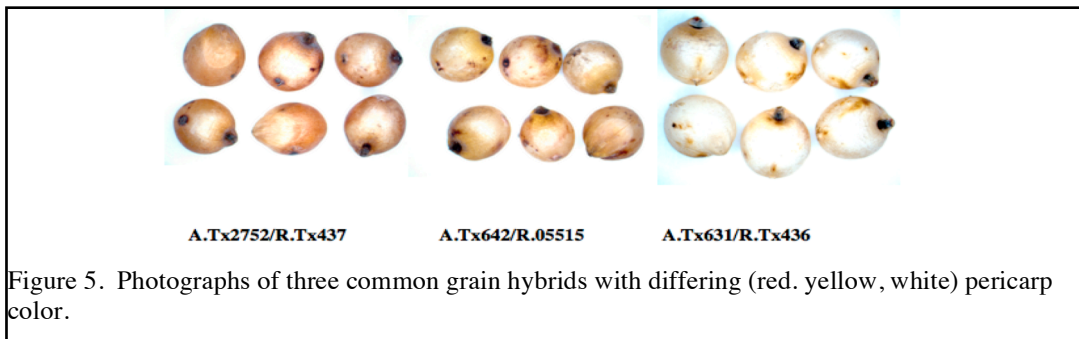 A.Tx2752/R.Tx437 A.Tx642/R.05515 A.Tx631/R.Tx436
Figure 5. Photographs of three common grain hybrids with differing (red. yellow, white) pericarp
color.